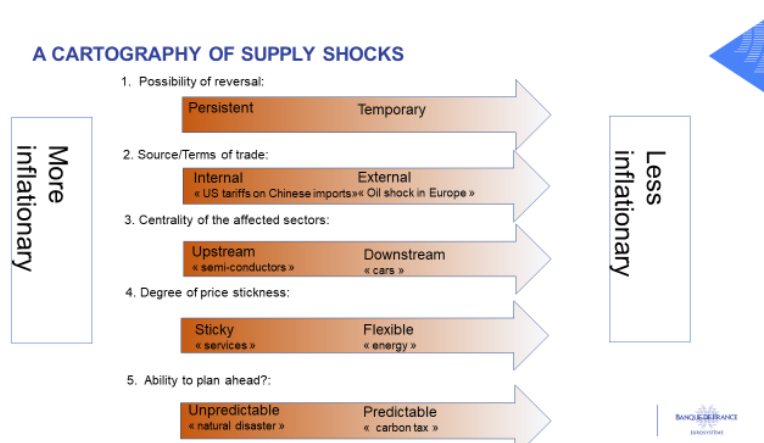 A CARTOGRAPHY OF SUPPLY SHOCKS
1. Possibility of reversal:
Persistent Temporary
2. Source/Terms of trade:
Internal External
« US tariffs on Chinese imports» « Oil shock in Europe »
3. Centrality of the affected sectors:
Upstream Downstream
« semi-conductors » « cars »
4. Degree of price stickness:
Sticky Flexible
« services » « energy »
5. Ability to plan ahead?:
Unpredictable Predictable
« natural disaster » « carbon tax »
More
inflationary
Less
inflationary
BANQUE DE FRANCE
EUROSYSTÈME